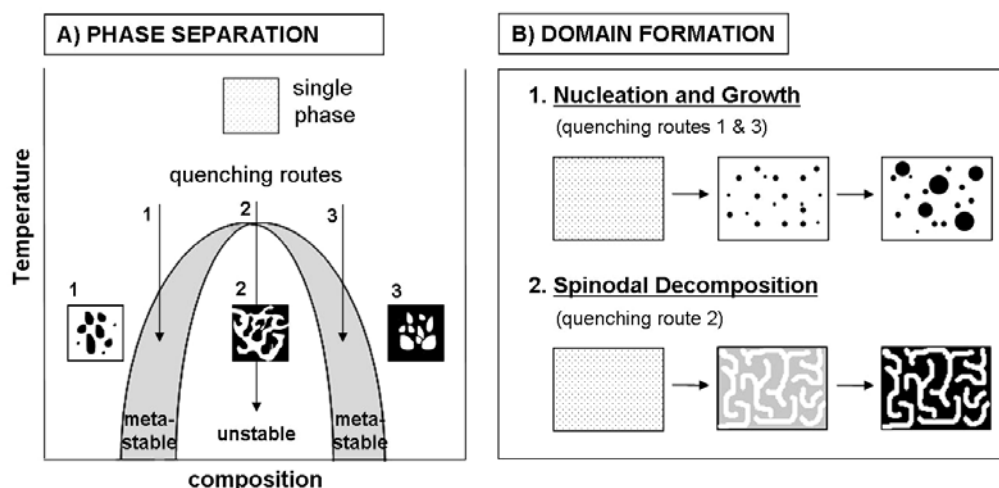 A) PHASE SEPARATION
Temperature
single
phase
quenching routes
1
2
3
1
2
3
meta-
stable
unstable
meta-
stable
composition
B) DOMAIN FORMATION
1. Nucleation and Growth
(quenching routes 1 & 3)
2. Spinodal Decomposition
(quenching route 2)